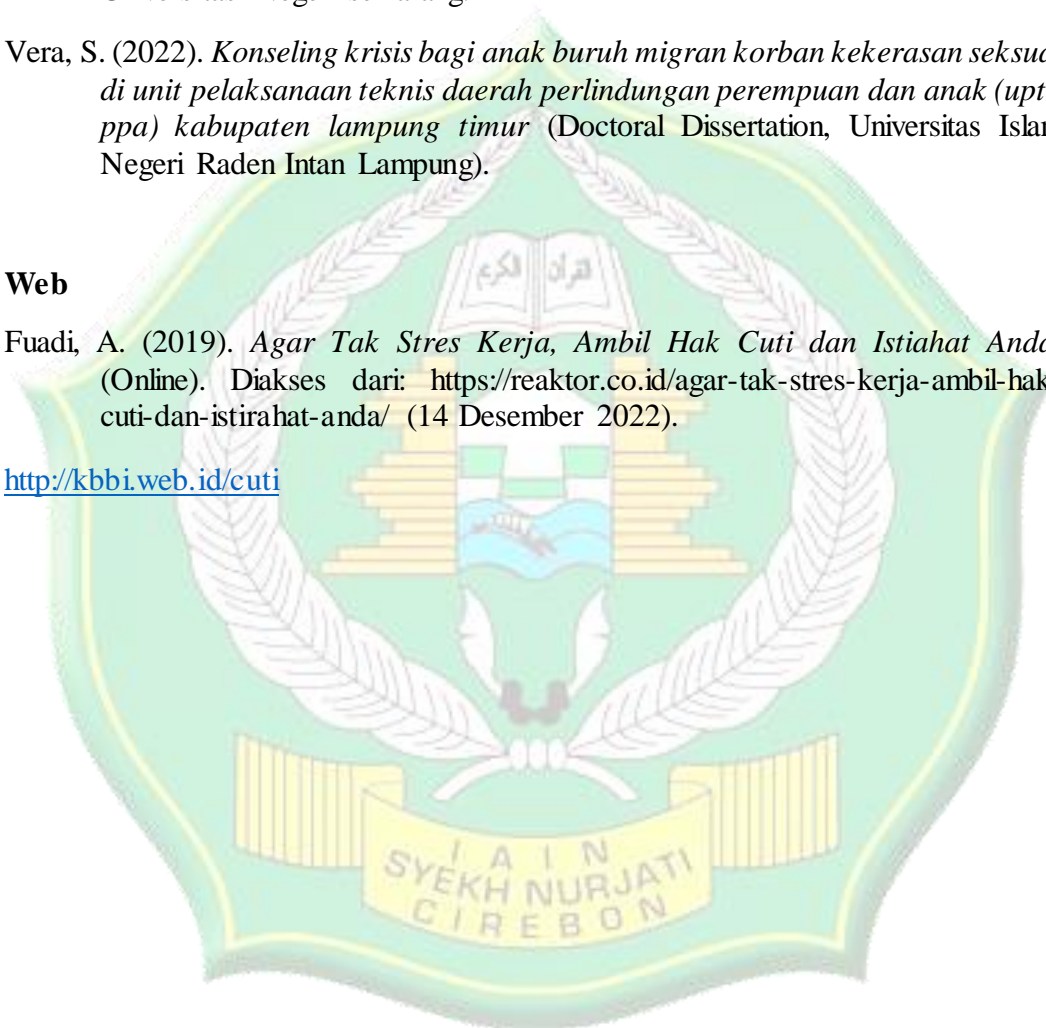 Vera, S. (2022). Konseling krisis bagi anak buruh migran korban kekerasan
di unit pelaksanaan teknis daerah perlindungan perempuan dan anak
ppa) kabupaten lampung timur (Doctoral Dissertation, Universitas
Negeri Raden Intan Lampung).
Web
Fuadi, A. (2019). Agar Tak Stres Kerja, Ambil Hak Cuti dan Istiahat Anda
(Online). Diakses dari: https://reaktor.co.id/agar-tak-stres-kerja-ambil-hak
cuti-dan-istirahat-anda/ (14 Desember 2022).
http://kbbi.web.id/cuti
القرآن الكريم
IAIN
SYEKH NURJATI
CIREBON